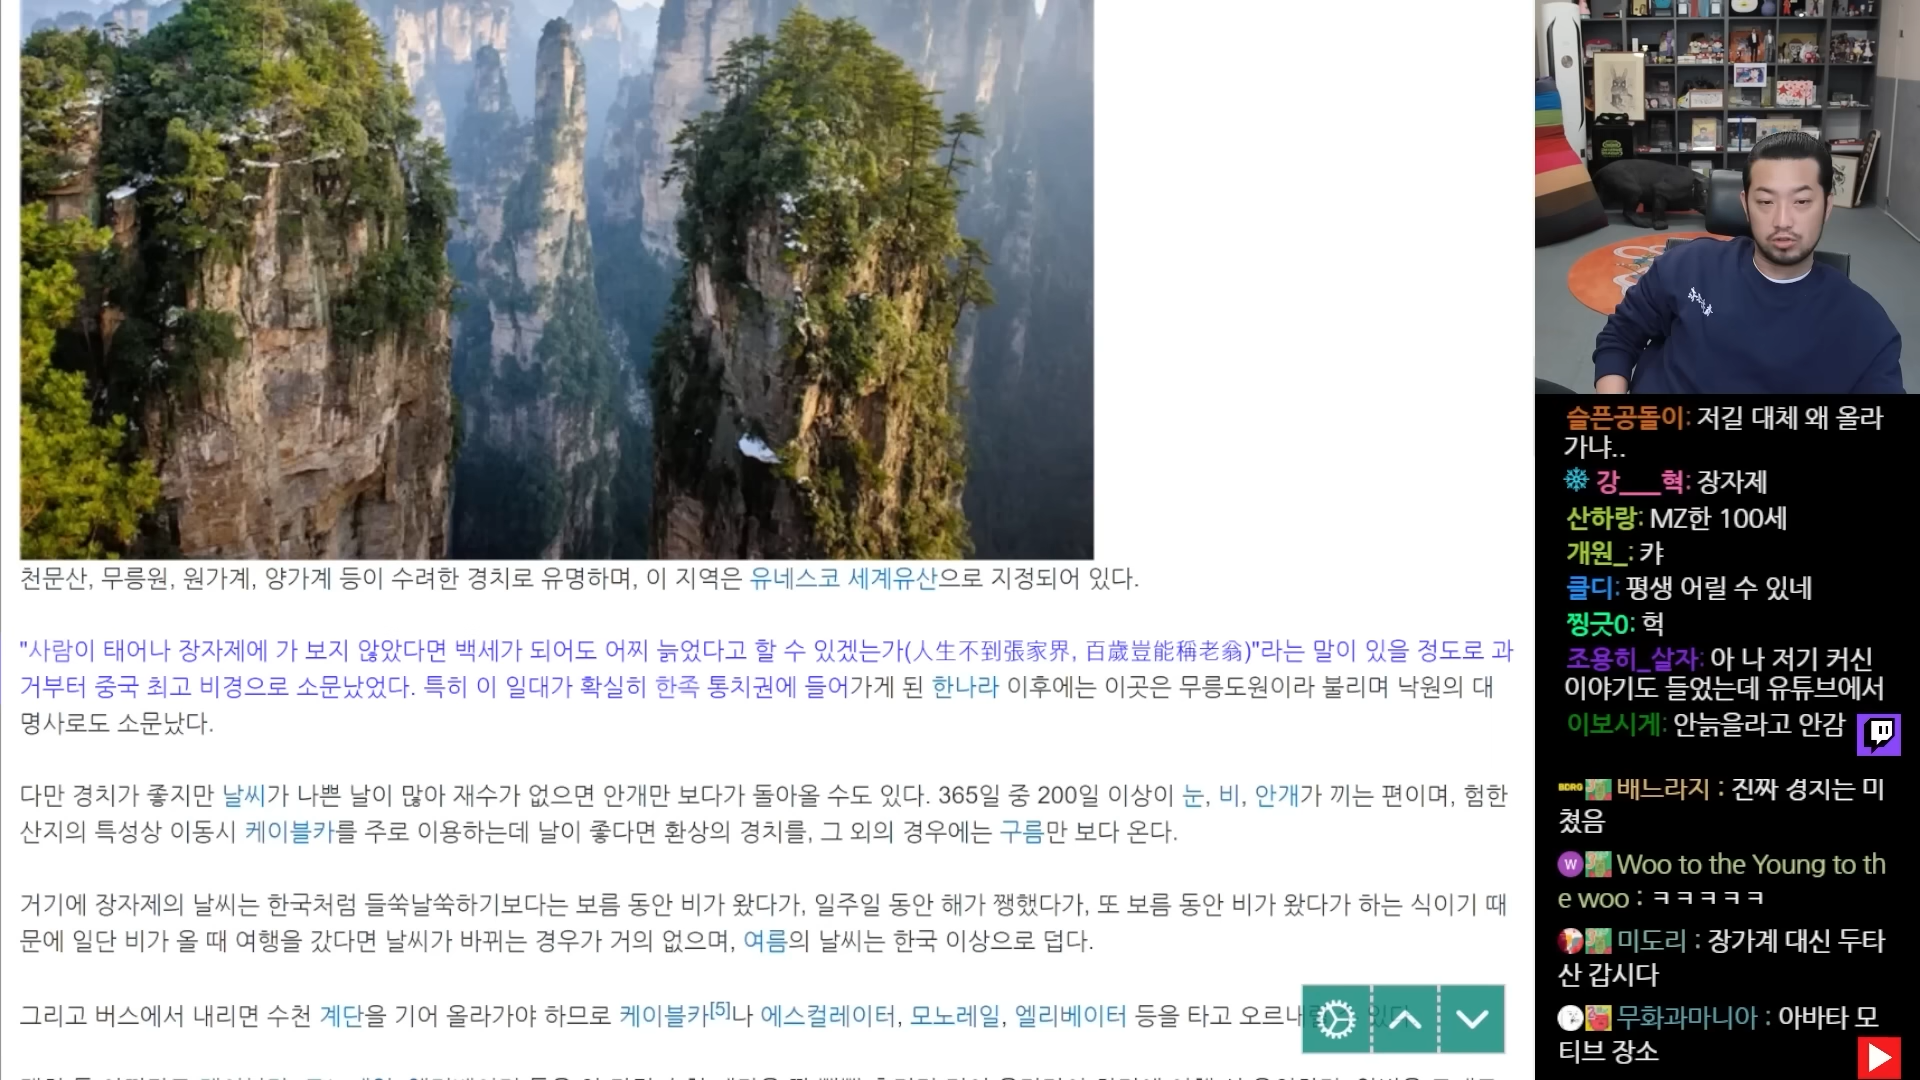 천문산, 무릉원, 원가계, 양가계 등이 수려한 경치로 유명하며, 이 지역은 유네스코 세계유산으로 지정되어 있다.
"사람이 태어나 장자제에 가 보지 않았다면 백세가 되어도 어찌 늙었다고 할 수 있겠는가(人生不到張家界, 百歲豈能稱老翁)"라는 말이 있을 정도로 과
거부터 중국 최고 비경으로 소문났었다. 특히 이 일대가 확실히 한족 통치권에 들어가게 된 한나라 이후에는 이곳은 무릉도원이라 불리며 낙원의 대
명사로도 소문났다.
다만 경치가 좋지만 날씨가 나쁜 날이 많아 재수가 없으면 안개만 보다가 돌아올 수도 있다. 365일 중 200일 이상이 눈, 비, 안개가 끼는 편이며, 험한
산지의 특성상 이동시 케이블카를 주로 이용하는데 날이 좋다면 환상의 경치를, 그 외의 경우에는 구름만 보다 온다.
거기에 장자제의 날씨는 한국처럼 들쑥날쑥하기보다는 보름 동안 비가 왔다가, 일주일 동안 해가 쨍했다가, 또 보름 동안 비가 왔다가 하는 식이기 때
문에 일단 비가 올 때 여행을 갔다면 날씨가 바뀌는 경우가 거의 없으며, 여름의 날씨는 한국 이상으로 덥다.
그리고 버스에서 내리면 수천 계단을 기어 올라가야 하므로 케이블카[5]나 에스컬레이터, 모노레일, 엘리베이터 등을 타고 오르내 있다
슬픈공돌이: 저길 대체 왜 올라
가냐..
강___혁: 장자제
산하랑: MZ한 100세
개원_: 캬
클디: 평생 어릴 수 있네
찡긋0: 헉
조용히_살자: 아 나 저기 커신
이야기도 들었는데 유튜브에서
이보시게: 안늙을라고 안감
배느라지 : 진짜 경치는 미
쳤음
Woo to the Young to th
e woo : ㅋㅋㅋㅋㅋ
미도리 : 장가계 대신 두타
산 갑시다
무화과마니아 : 아바타 모
티브 장소